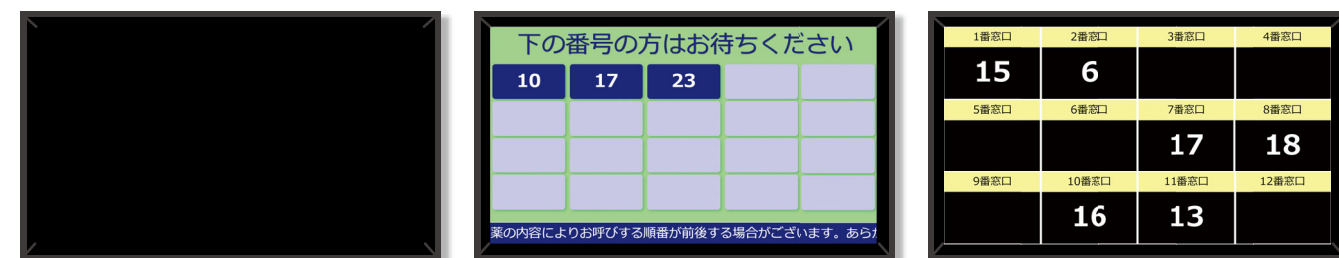 下の番号の方はお待ちください
10 17 23
薬の内容によりお呼びする順番が前後する場合がございます。あら
1番窓口 2番窓口 3番窓口 4番窓口
15 6
5番窓口 6番窓口 7番窓口 8番窓口
17 18
9番窓口 10番窓口 11番窓口 12番窓口
16 13